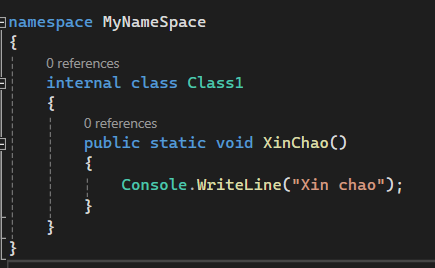 namespace MyNameSpace
{
0 references
internal class Class1
{
0 references
public static void XinChao()
{
Console.WriteLine("Xin chao");
}
}
}